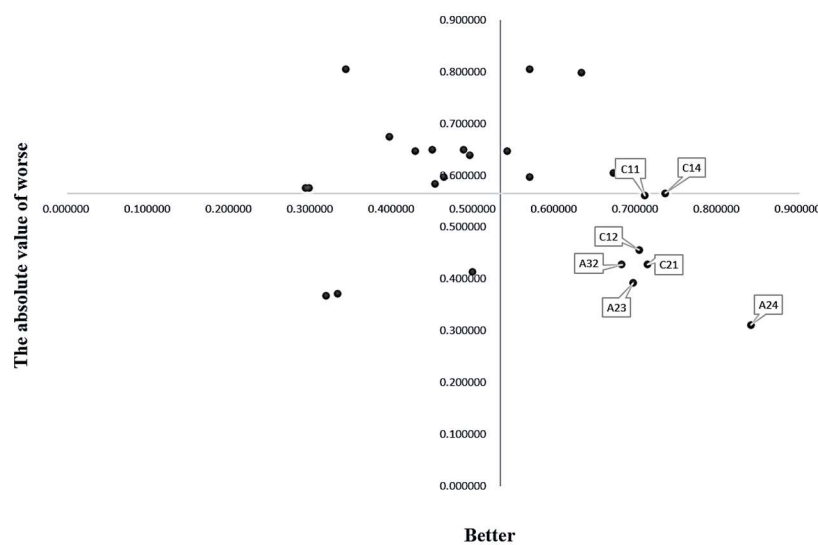 0.900000
0.800000
0.700000
0.600000
C11
C14
0.000000 0.100000 0.200000 0.300000 0.400000 0.500000 0.600000 0.700000 0.800000 0.900000
0.500000
C12
A32
C21
0.400000
A23
A24
0.300000
0.200000
0.100000
0.000000
The absolute value of worse
Better